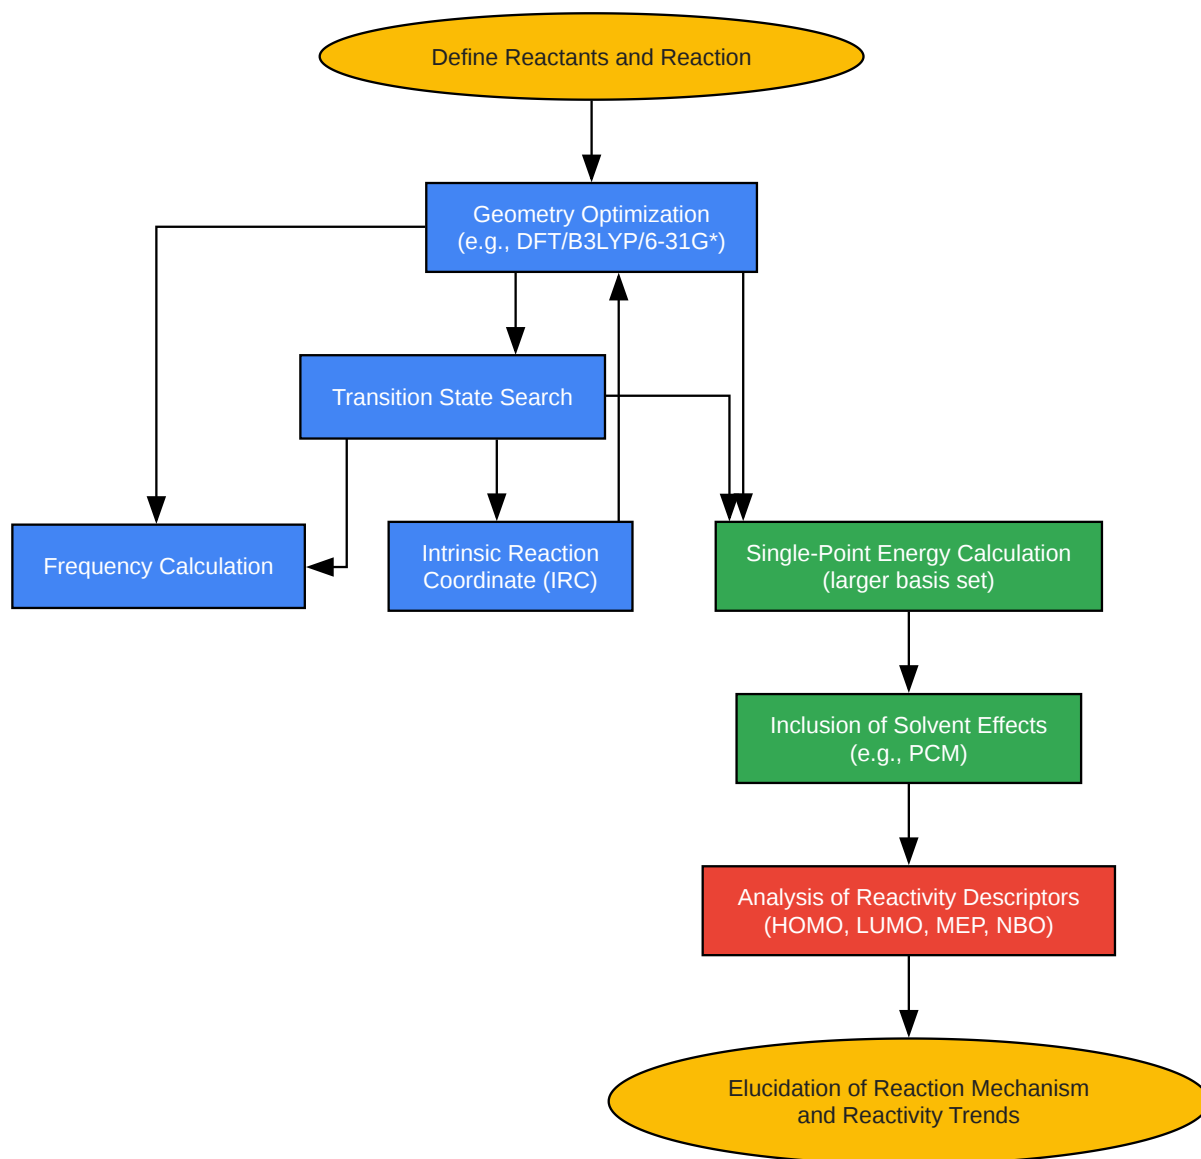 Define Reactants and Reaction
Geometry Optimization
(e.g., DFT/B3LYP/6-31G*)
Transition State Search
Frequency Calculation
Intrinsic Reaction
Coordinate (IRC)
Single-Point Energy Calculation
(larger basis set)
Inclusion of Solvent Effects
(e.g., PCM)
Analysis of Reactivity Descriptors
(HOMO, LUMO, MEP, NBO)
Elucidation of Reaction Mechanism
and Reactivity Trends